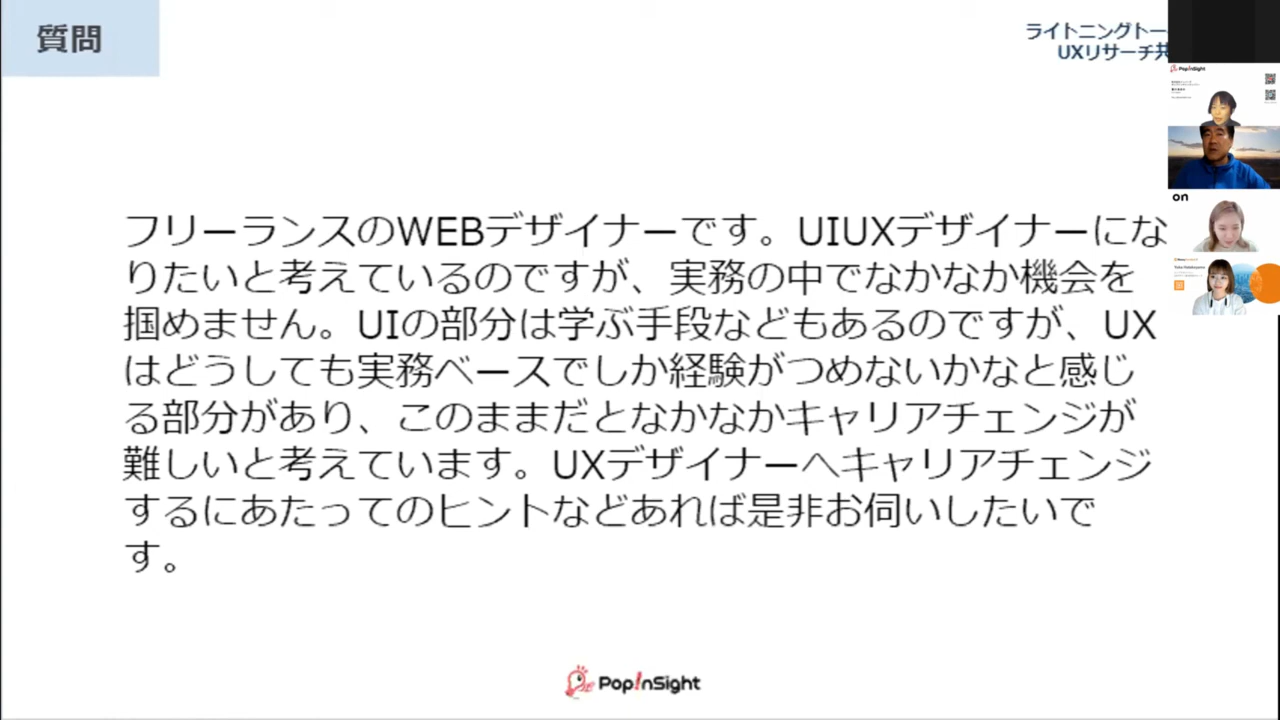 質問
ライトニングトー
UXリサーチ共
フリーランスのWEBデザイナーです。UIUXデザイナーにな
りたいと考えているのですが、実務の中でなかなか機会を
掴めません。UIの部分は学ぶ手段などもあるのですが、UX
はどうしても実務ベースでしか経験がつめないかなと感じ
る部分があり、このままだとなかなかキャリアチェンジが
難しいと考えています。UXデザイナーへキャリアチェンジ
するにあたってのヒントなどあれば是非お伺いしたいで
す。
PopInSight
on
Pop!nSight